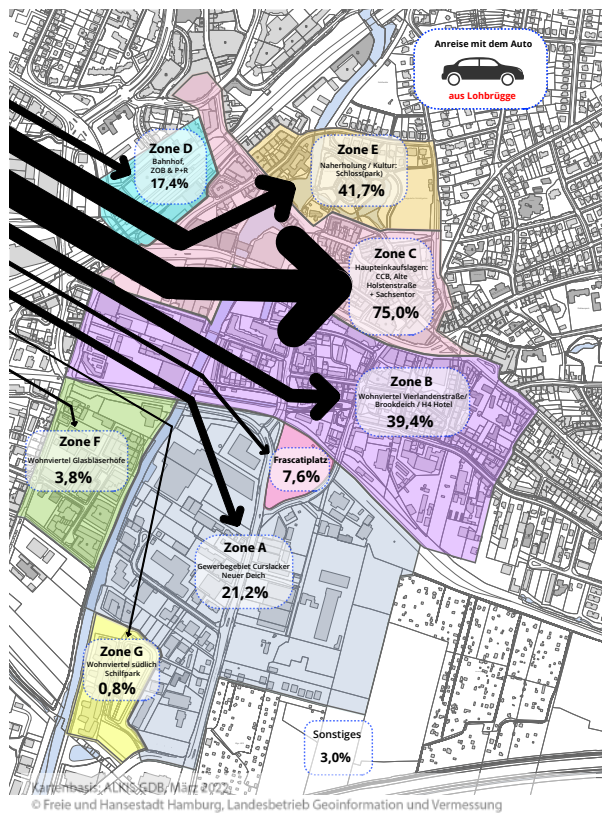 Anreise mit dem Auto
aus Lohbrügge
Zone D
Bahnhof,
ZOB & P+R
17,4%
Zone E
Naherholung / Kultur:
Schloss(park)
41,7%
Zone C
Haupteinkaufslagen:
CCB, Alte
Holstenstraße
+ Sachsentor
75,0%
Zone B
Wohnviertel Vierlandenstraße/
Brookdeich / H4 Hotel
39,4%
Zone F
Wohnviertel Glasbläserhöfe
3,8%
Frascatiplatz
7,6%
Zone A
Gewerbegebiet Curslacker
Neuer Deich
21,2%
Zone G
Wohnviertel südlich
Schilfpark
0,8%
Sonstiges
3,0%
Kartenbasis: ALKIS GDB, März 2022
© Freie und Hansestadt Hamburg, Landesbetrieb Geoinformation und Vermessung